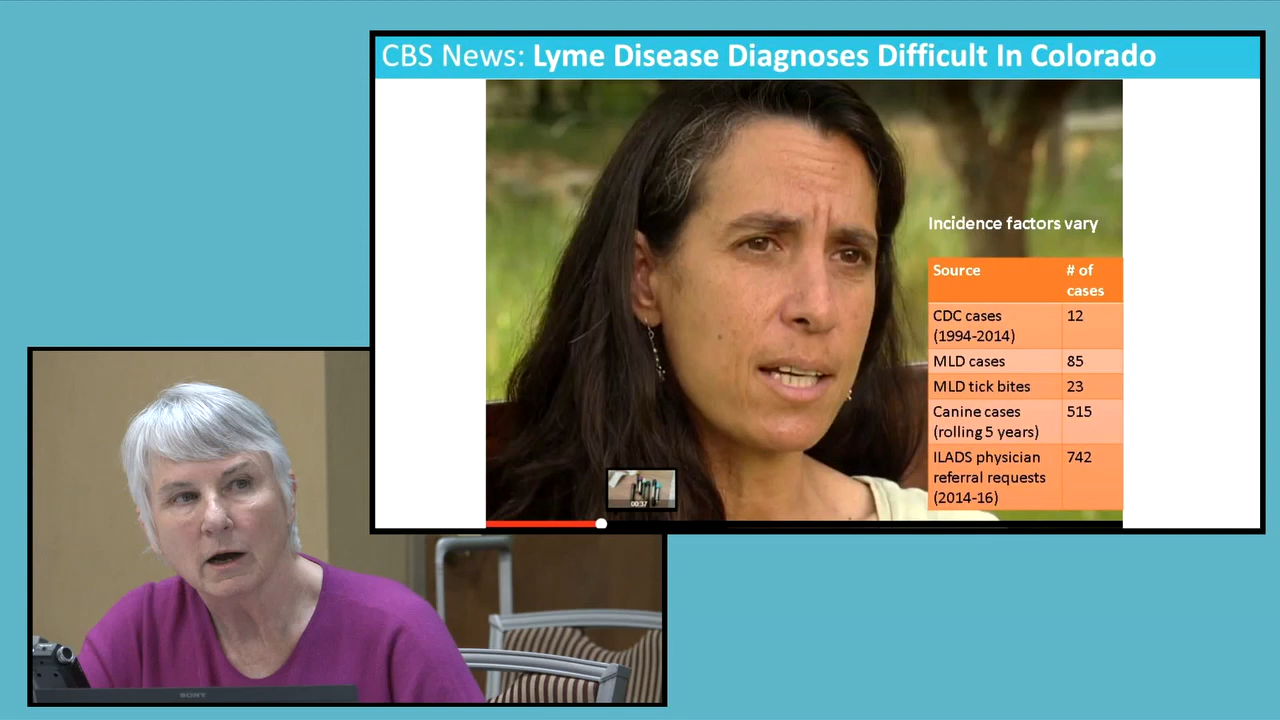 CBS News: Lyme Disease Diagnoses Difficult In Colorado
Incidence factors vary
Source # of
cases
CDC cases 12
(1994-2014)
MLD cases 85
MLD tick bites 23
Canine cases 515
(rolling 5 years)
ILADS physician 742
referral requests
(2014-16)
00:37
SONY